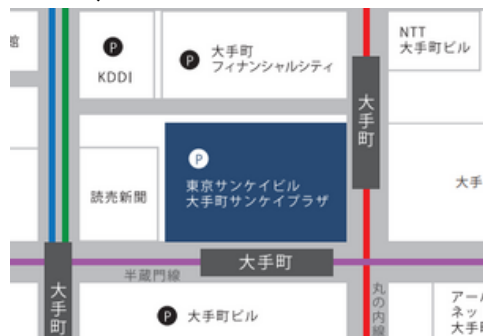 館
P
KDDI
P
大手町
フィナンシャルシティ
NTT
大手町ビル
大手町
P
東京サンケイビル
大手町サンケイプラザ
読売新聞
大手
大手町
半蔵門線
大手町
P
大手町ビル
丸の内線
アー
ネッ
大手